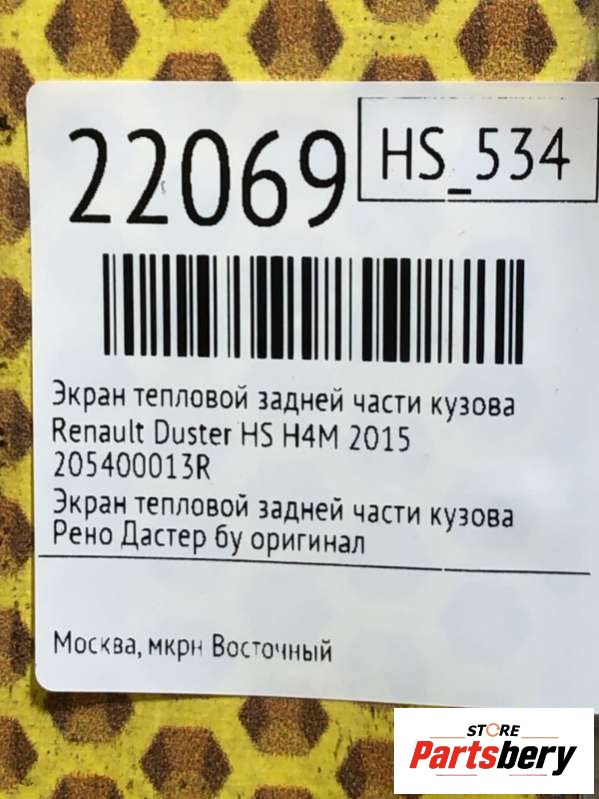 22069
HS_534
Экран тепловой задней части кузова
Renault Duster HS H4M 2015
205400013R
Экран тепловой задней части кузова
Рено Дастер бу оригинал
Москва, мкрн Восточный
STORE
Partsbery